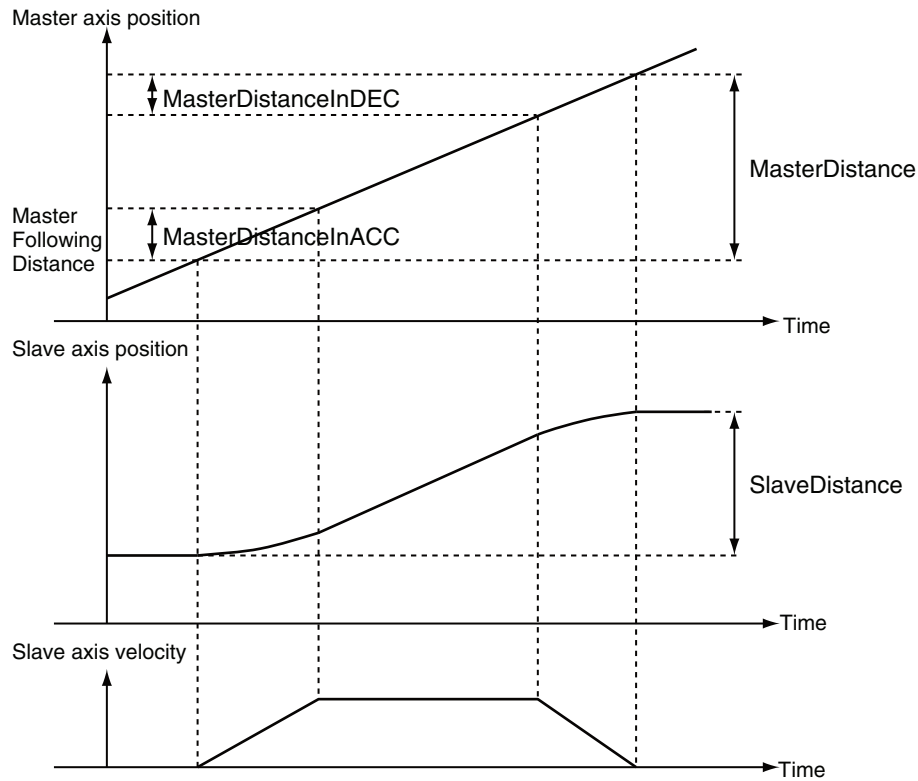 Master axis position
MasterDistanceInDEC
MasterDistance
Master
Following
Distance
MasterDistanceInACC
Time
Slave axis position
SlaveDistance
Time
Slave axis velocity
Time